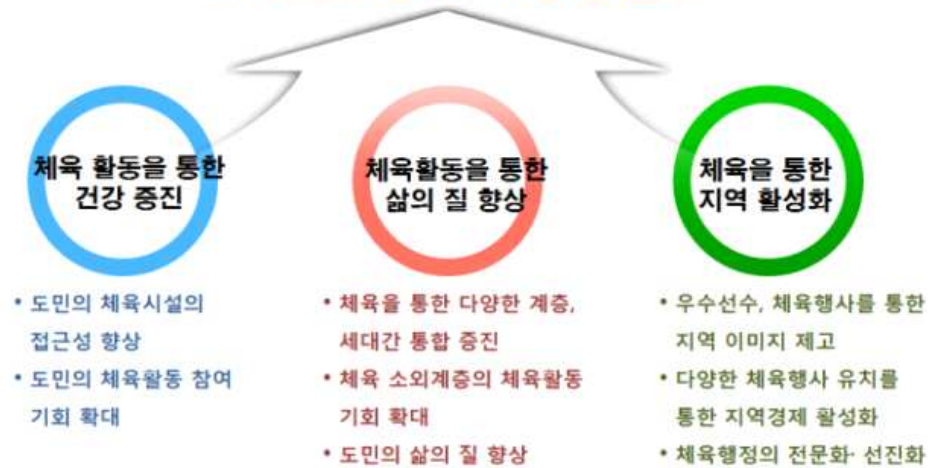 체육 활동을 통한
건강 증진
체육활동을 통한
삶의 질 향상
체육을 통한
지역 활성화
• 도민의 체육시설의
접근성 향상
• 도민의 체육활동 참여
기회 확대
• 체육을 통한 다양한 계층,
세대간 통합 증진
• 체육 소외계층의 체육활동
기회 확대
• 도민의 삶의 질 향상
• 우수선수, 체육행사를 통한
지역 이미지 제고
• 다양한 체육행사 유치를
통한 지역경제 활성화
• 체육행정의 전문화· 선진화